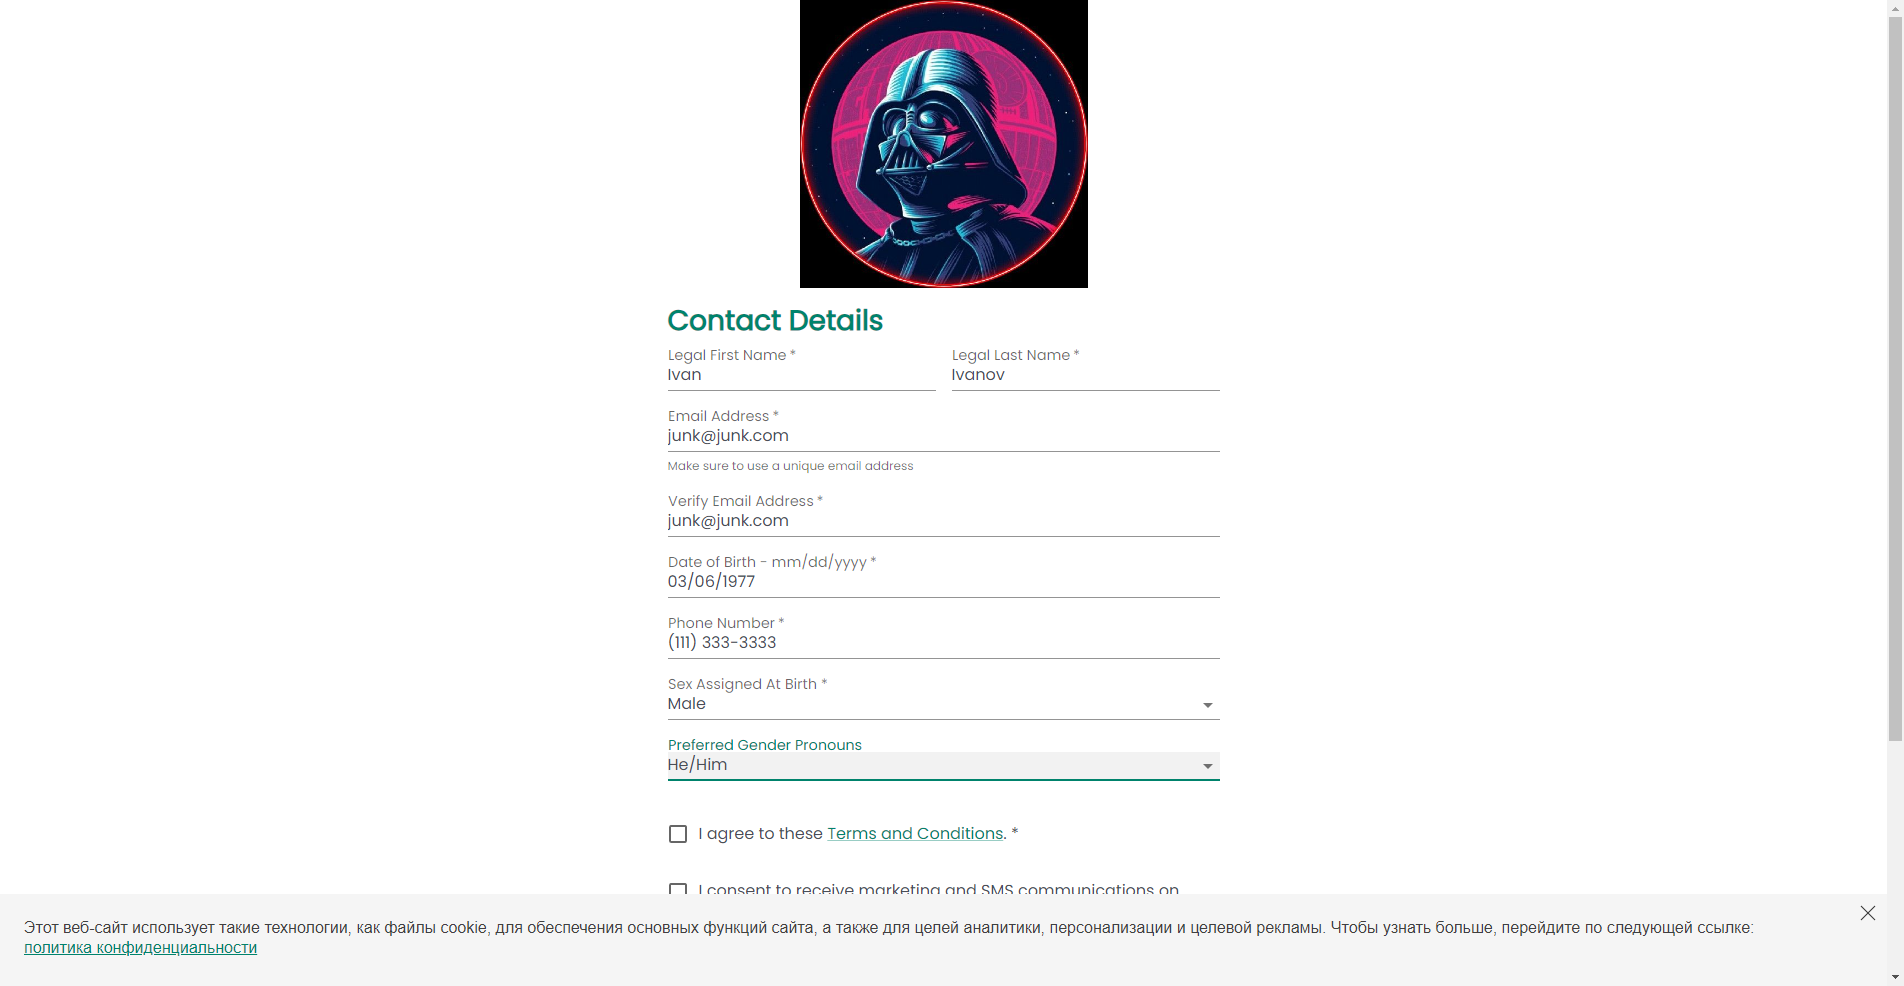 Contact Details
Legal First Name * Legal Last Name *
Ivan Ivanov
Email Address *
junk@junk.com
Make sure to use a unique email address
Verify Email Address *
junk@junk.com
Date of Birth - mm/dd/yyyy *
03/06/1977
Phone Number *
(111) 333-3333
Sex Assigned At Birth *
Male
Preferred Gender Pronouns
He/Him
I agree to these Terms and Conditions. *
I consent to receive marketing and SMS communications on
Этот веб-сайт использует такие технологии, как файлы cookie, для обеспечения основных функций сайта, а также для целей аналитики, персонализации и целевой рекламы. Чтобы узнать больше, перейдите по следующей ссылке:
политика конфиденциальности